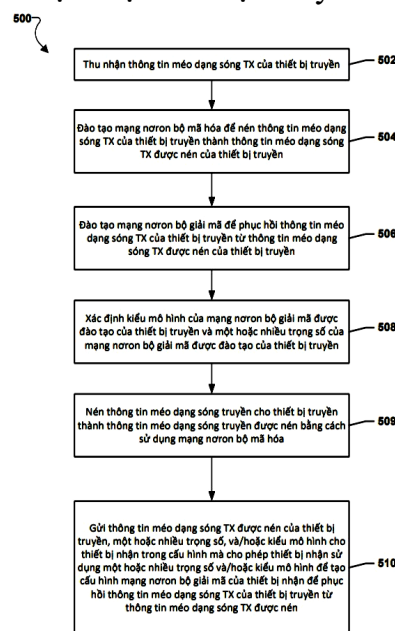 500
Thu nhận thông tin méo dạng sóng TX của thiết bị truyền
502
Đào tạo mạng nơron bộ mã hóa để nén thông tin méo dạng
sóng TX của thiết bị truyền thành thông tin méo dạng sóng
TX được nén của thiết bị truyền
504
Đào tạo mạng nơron bộ giải mã để phục hồi thông tin méo
dạng sóng TX của thiết bị truyền từ thông tin méo dạng
sóng TX được nén của thiết bị truyền
506
Xác định kiểu mô hình của mạng nơron bộ giải mã được
đào tạo của thiết bị truyền và một hoặc nhiều trọng số của
mạng nơron bộ giải mã được đào tạo của thiết bị truyền
508
Nén thông tin méo dạng sóng truyền cho thiết bị truyền
thành thông tin méo dạng sóng truyền được nén bằng cách
sử dụng mạng nơron bộ mã hóa
509
Gửi thông tin méo dạng sóng TX được nén của thiết bị
truyền, một hoặc nhiều trọng số, và/hoặc kiểu mô hình cho
thiết bị nhận trong cấu hình mà cho phép thiết bị nhận sử
dụng một hoặc nhiều trọng số và/hoặc kiểu mô hình để tạo
cấu hình mạng nơron bộ giải mã của thiết bị nhận để phục
hồi thông tin méo dạng sóng TX của thiết bị truyền từ
thông tin méo dạng sóng TX được nén
510